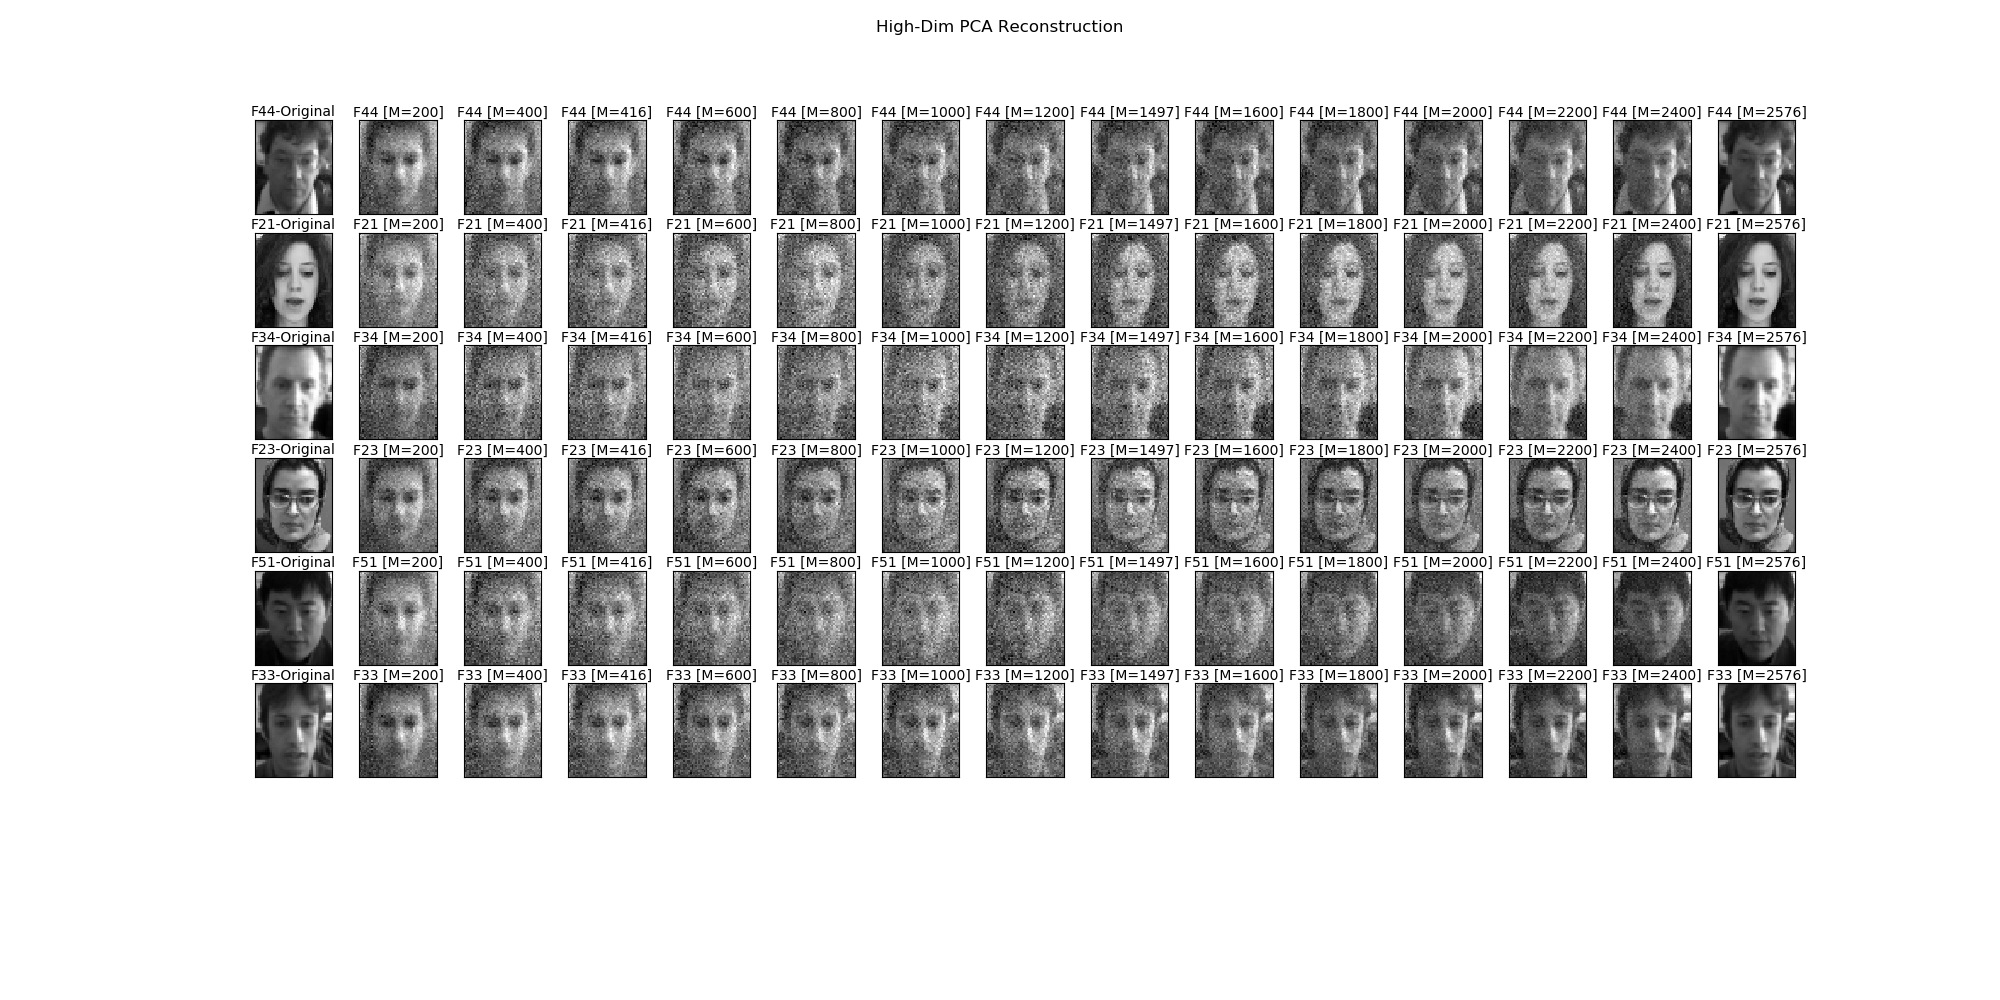 High-Dim PCA Reconstruction
F44-Original F44 [M=200] F44 [M=400] F44 [M=416] F44 [M=600] F44 [M=800] F44 [M=1000] F44 [M=1200] F44 [M=1497] F44 [M=1600] F44 [M=1800] F44 [M=2000] F44 [M=2200] F44 [M=2400] F44 [M=2576]
F21-Original F21 [M=200] F21 [M=400] F21 [M=416] F21 [M=600] F21 [M=800] F21 [M=1000] F21 [M=1200] F21 [M=1497] F21 [M=1600] F21 [M=1800] F21 [M=2000] F21 [M=2200] F21 [M=2400] F21 [M=2576]
F34-Original F34 [M=200] F34 [M=400] F34 [M=416] F34 [M=600] F34 [M=800] F34 [M=1000] F34 [M=1200] F34 [M=1497] F34 [M=1600] F34 [M=1800] F34 [M=2000] F34 [M=2200] F34 [M=2400] F34 [M=2576]
F23-Original F23 [M=200] F23 [M=400] F23 [M=416] F23 [M=600] F23 [M=800] F23 [M=1000] F23 [M=1200] F23 [M=1497] F23 [M=1600] F23 [M=1800] F23 [M=2000] F23 [M=2200] F23 [M=2400] F23 [M=2576]
F51-Original F51 [M=200] F51 [M=400] F51 [M=416] F51 [M=600] F51 [M=800] F51 [M=1000] F51 [M=1200] F51 [M=1497] F51 [M=1600] F51 [M=1800] F51 [M=2000] F51 [M=2200] F51 [M=2400] F51 [M=2576]
F33-Original F33 [M=200] F33 [M=400] F33 [M=416] F33 [M=600] F33 [M=800] F33 [M=1000] F33 [M=1200] F33 [M=1497] F33 [M=1600] F33 [M=1800] F33 [M=2000] F33 [M=2200] F33 [M=2400] F33 [M=2576]